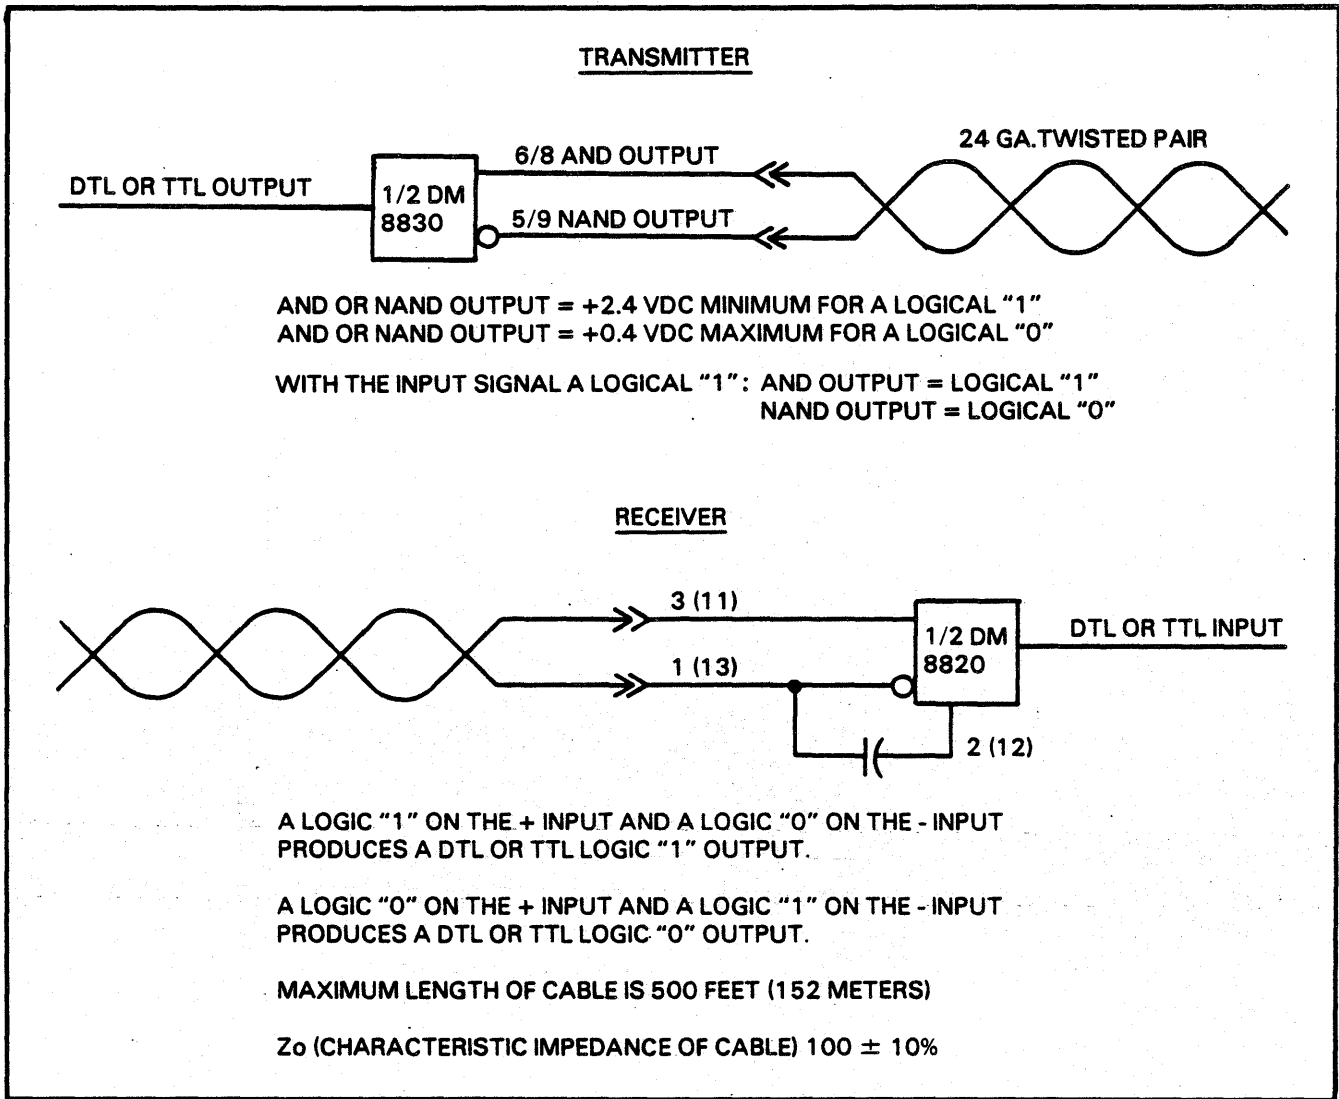 TRANSMITTER
24 GA.TWISTED PAIR
6/8 AND OUTPUT
DTL OR TTL OUTPUT
1/2 DM
8830
5/9 NAND OUTPUT
AND OR NAND OUTPUT = +2.4 VDC MINIMUM FOR A LOGICAL "1"
AND OR NAND OUTPUT = +0.4 VDC MAXIMUM FOR A LOGICAL "0"
WITH THE INPUT SIGNAL A LOGICAL "1": AND OUTPUT = LOGICAL "1"
NAND OUTPUT = LOGICAL "0"
RECEIVER
3 (11)
1/2 DM
8820
DTL OR TTL INPUT
1 (13)
2 (12)
A LOGIC "1" ON THE + INPUT AND A LOGIC "0" ON THE - INPUT
PRODUCES A DTL OR TTL LOGIC "1" OUTPUT.
A LOGIC "0" ON THE + INPUT AND A LOGIC "1" ON THE - INPUT
PRODUCES A DTL OR TTL LOGIC "0" OUTPUT.
MAXIMUM LENGTH OF CABLE IS 500 FEET (152 METERS)
Zo (CHARACTERISTIC IMPEDANCE OF CABLE) 100 ± 10%